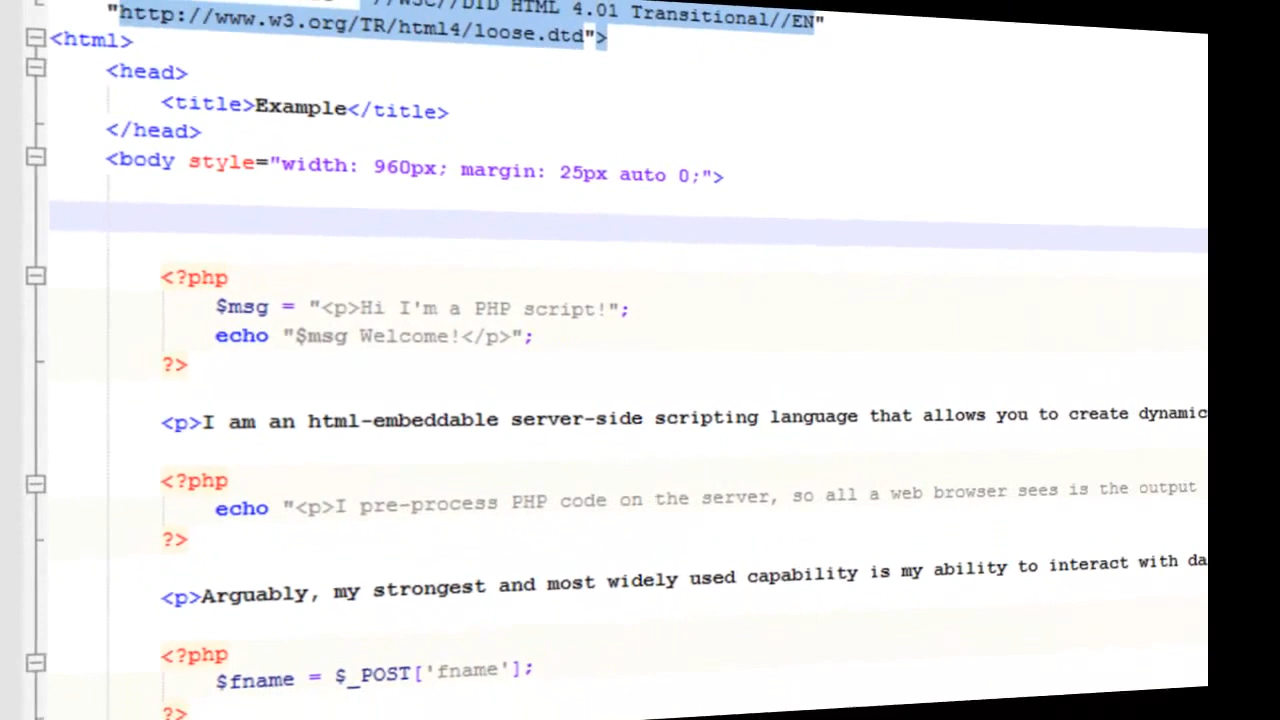 HTML 4.01 Transitional//EN"
"http://www.w3.org/TR/html4/loose.dtd">
<html>
<head>
<title>Example</title>
</head>
<body style="width: 960px; margin: 25px auto 0;">
<?php
$msg = "<p>Hi I'm a PHP script!";
echo "$msg Welcome!</p>";
?>
<p>I am an html-embeddable server-side scripting language that allows you to create dynamic
<?php
echo "<p>I pre-process PHP code on the server, so all a web browser sees is the output
?>
<p>Arguably, my strongest and most widely used capability is my ability to interact with da
<?php
$fname = $_POST['fname'];
?>